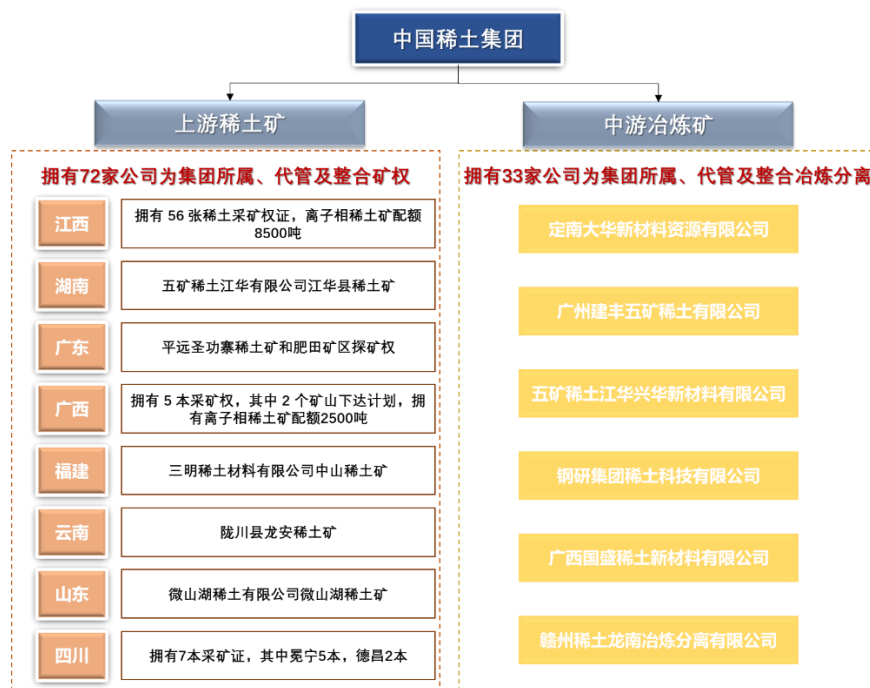 中国稀土集团
上游稀土矿
中游冶炼矿
拥有72家公司为集团所属、代管及整合矿权
拥有33家公司为集团所属、代管及整合冶炼分离
江西
拥有 56 张稀土采矿权证，离子相稀土矿配额
8500吨
湖南
五矿稀土江华有限公司江华县稀土矿
广东
平远圣功寨稀土矿和肥田矿区探矿权
广西
拥有 5 本采矿权，其中 2 个矿山下达计划，拥
有离子相稀土矿配额2500吨
福建
三明稀土材料有限公司中山稀土矿
云南
陇川县龙安稀土矿
山东
微山湖稀土有限公司微山湖稀土矿
四川
拥有7本采矿证，其中冕宁5本，德昌2本
定南大华新材料资源有限公司
广州建丰五矿稀土有限公司
五矿稀土江华兴华新材料有限公司
钢研集团稀土科技有限公司
广西国盛稀土新材料有限公司
赣州稀土龙南冶炼分离有限公司